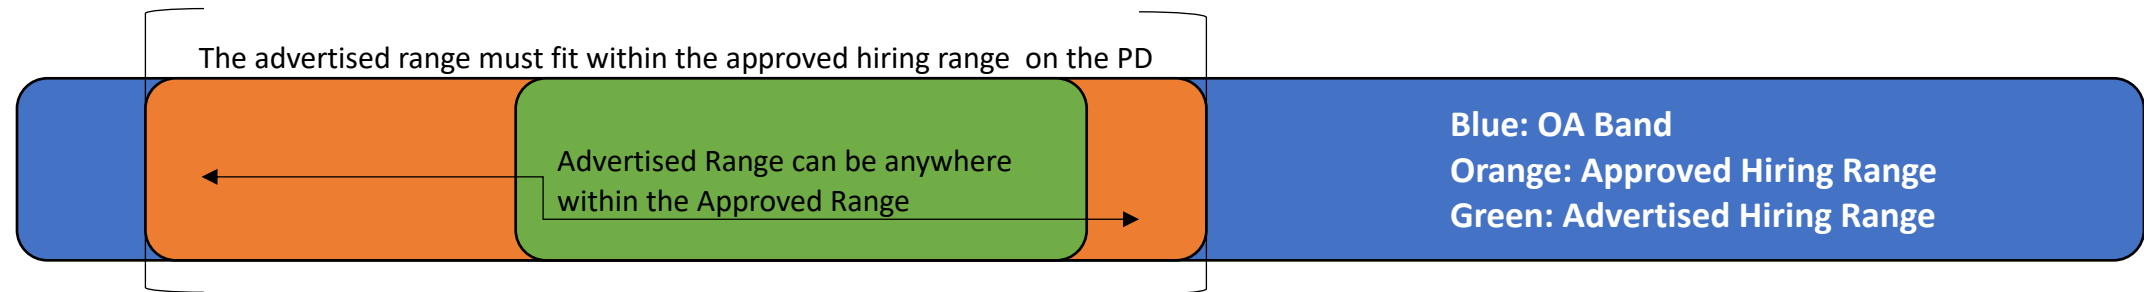 The advertised range must fit within the approved hiring range  on the PD
Advertised Range can be anywhere
within the Approved Range
Blue: OA Band
Orange: Approved Hiring Range
Green: Advertised Hiring Range